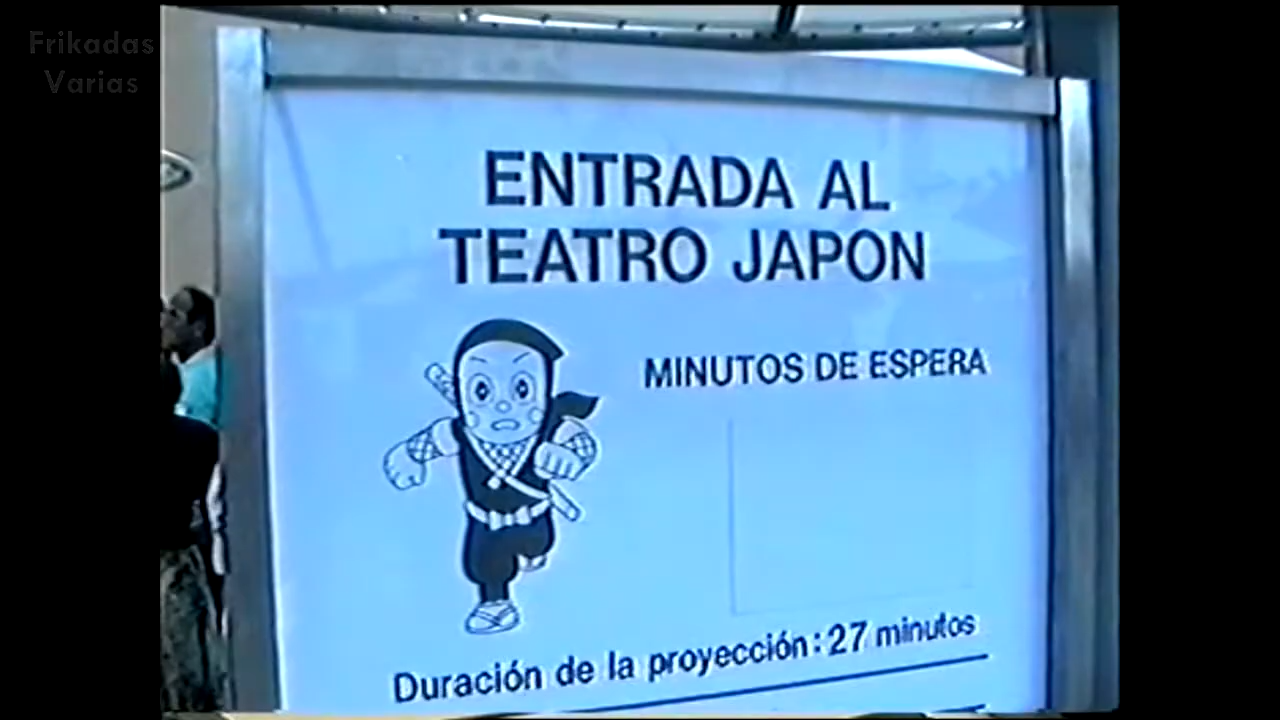 Frikadas
Varias
ENTRADA AL
TEATRO JAPON
MINUTOS DE ESPERA
Duración de la proyección: 27 minutos